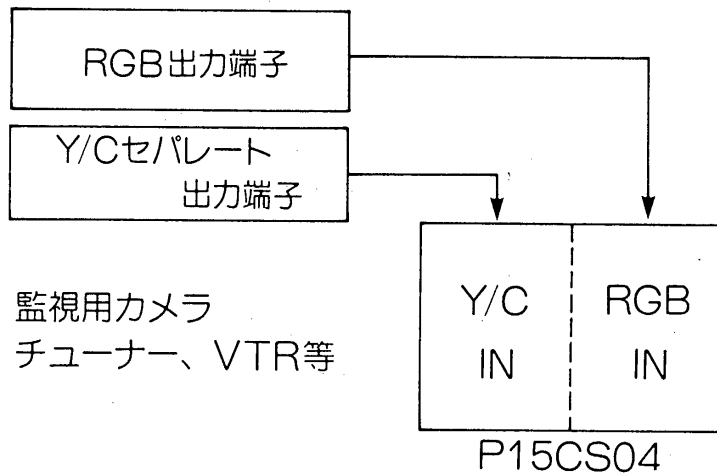 RGB出力端子
Y/Cセパレート
出力端子
監視用カメラ
チューナー、VTR等
Y/C
IN
RGB
IN
P15CS04